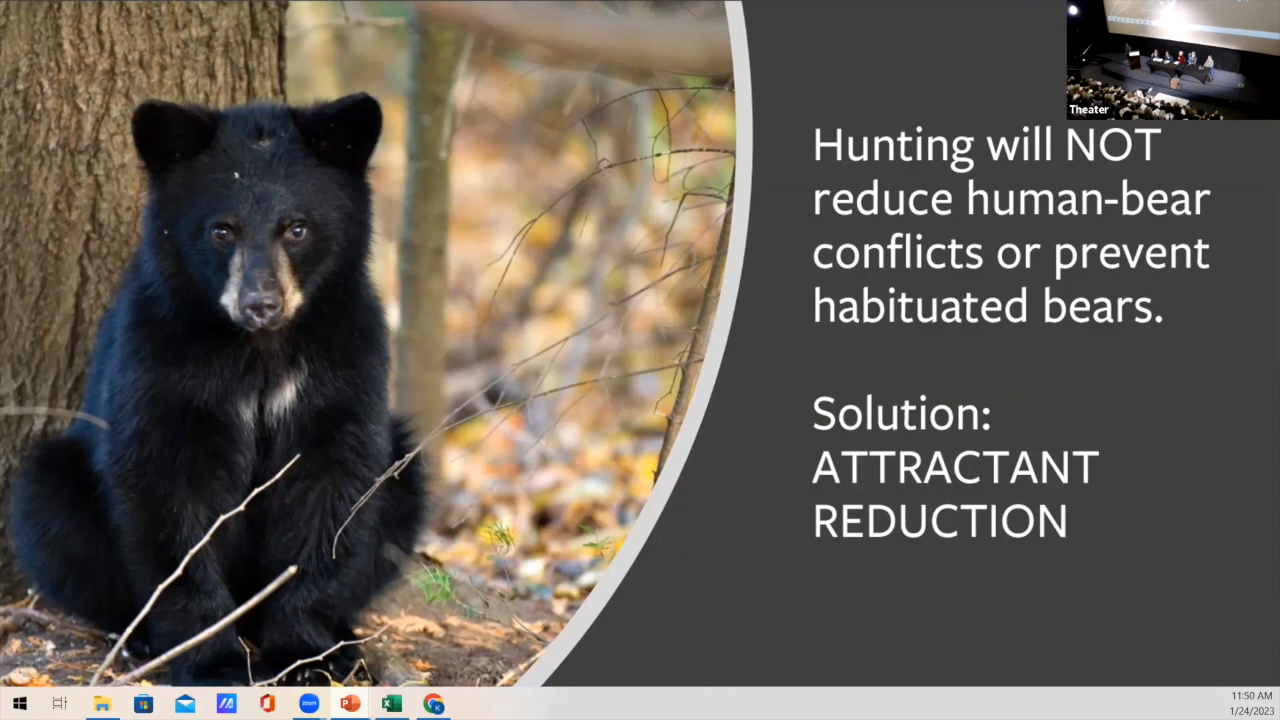 Theater
Hunting will NOT
reduce human-bear
conflicts or prevent
habituated bears.
Solution:
ATTRACTANT
REDUCTION
zoom
11:50 AM
1/24/2023